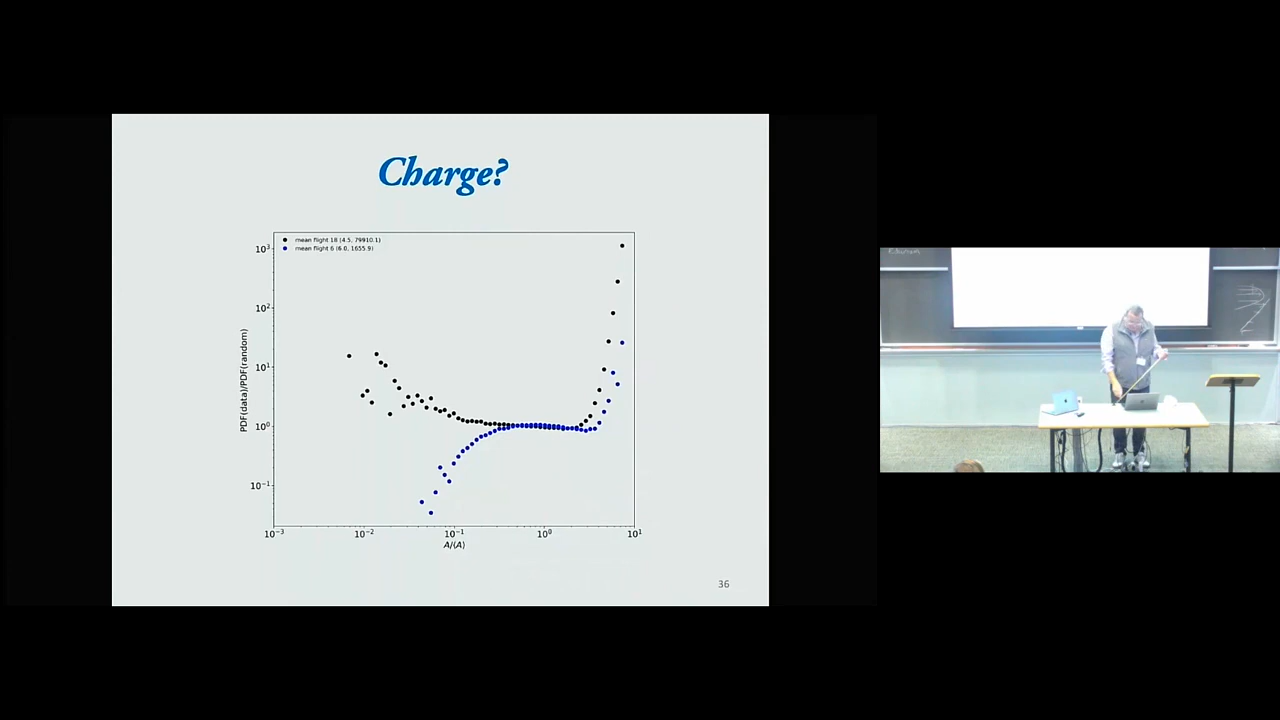 Charge?
mean flight 18 (4.5, 79910.1)
mean flight 6 (6.0, 1655.9)
10³
10²
10¹
10⁰
10⁻¹
PDF(data)/PDF(random)
10⁻³ 10⁻² 10⁻¹ 10⁰ 10¹
A/⟨A⟩
36